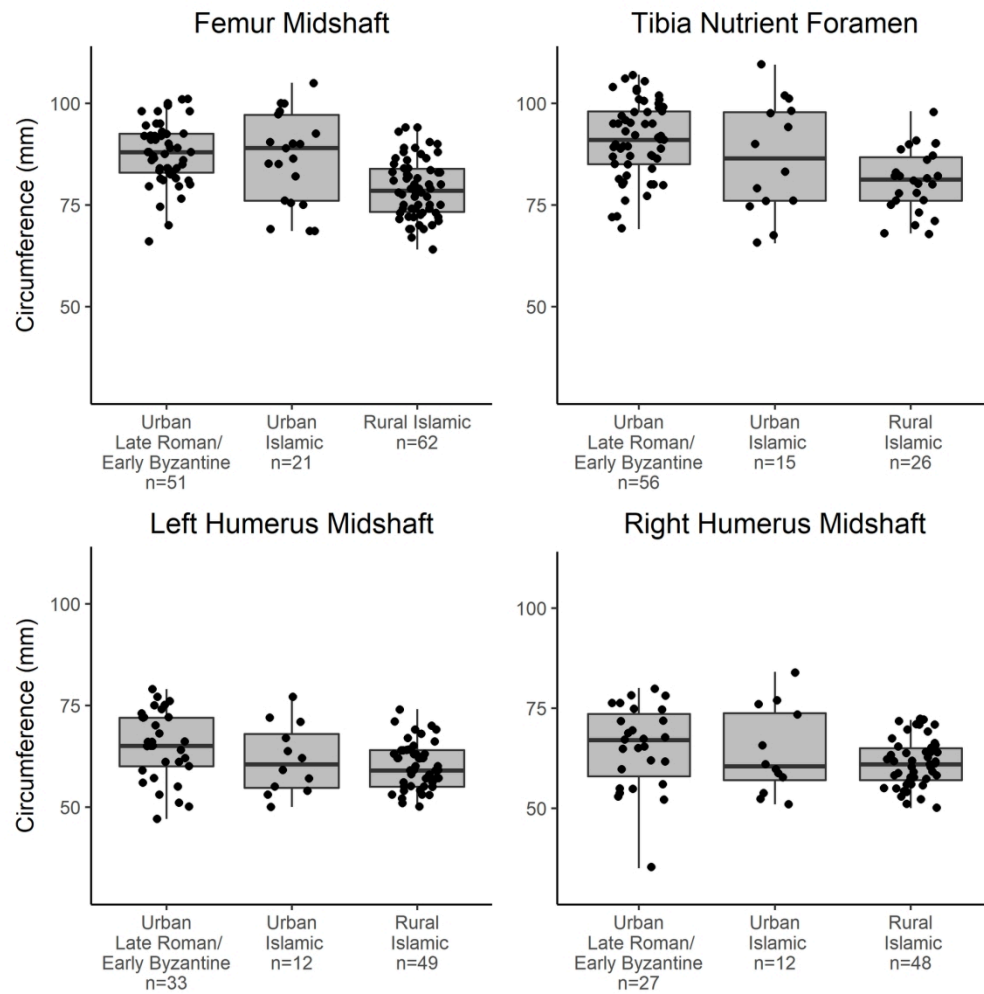 Femur Midshaft
Circumference (mm)
100
75
50
Urban
Late Roman/
Early Byzantine
n=51
Urban
Islamic
n=21
Rural Islamic
n=62
Tibia Nutrient Foramen
100
75
50
Urban
Late Roman/
Early Byzantine
n=56
Urban
Islamic
n=15
Rural
Islamic
n=26
Left Humerus Midshaft
Circumference (mm)
100
75
50
Urban
Late Roman/
Early Byzantine
n=33
Urban
Islamic
n=12
Rural
Islamic
n=49
Right Humerus Midshaft
100
75
50
Urban
Late Roman/
Early Byzantine
n=27
Urban
Islamic
n=12
Rural
Islamic
n=48